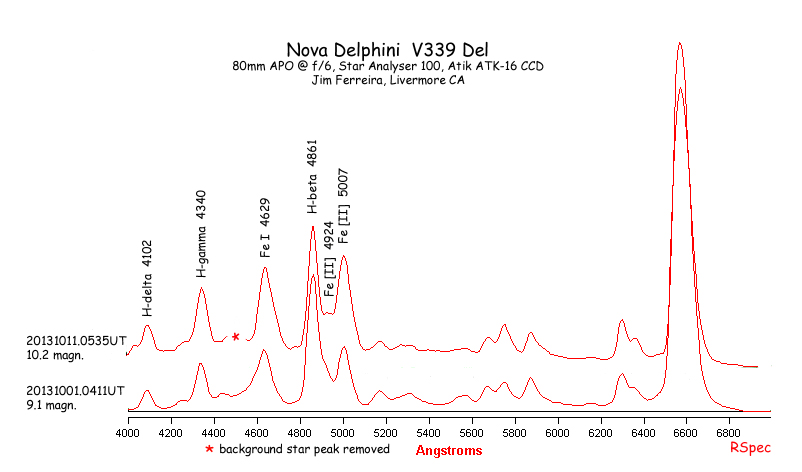 Nova Delphini V339 Del
80mm APO @ f/6, Star Analyser 100, Atik ATK-16 CCD
Jim Ferreira, Livermore CA
H-delta 4102
H-gamma 4340
Fe I 4629
H-beta 4861
Fe [II] 4924
Fe [II] 5007
20131011.0535UT
10.2 magn.
20131001.0411UT
9.1 magn.
4000 4200 4400 4600 4800 5000 5200 5400 5600 5800 6000 6200 6400 6600 6800
* background star peak removed
Angstroms
RSpec